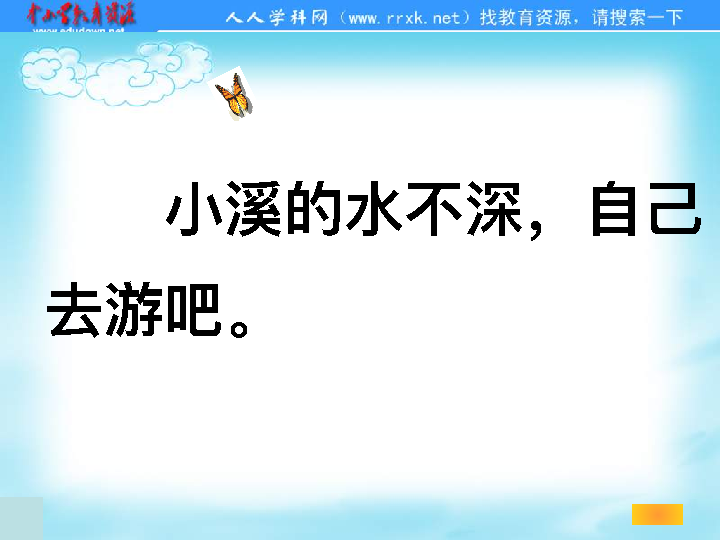 中小学教育资源
www.edudown.net
人人学科网（www.rrxk.net）找教育资源，请搜索一下
小溪的水不深，自己
去游吧。